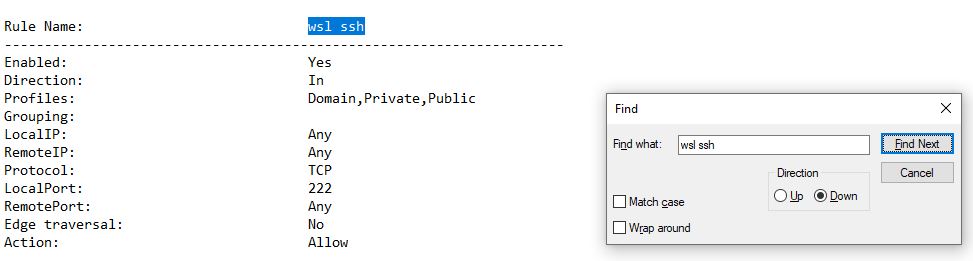 Rule Name: wsl ssh
----------------------------------------------------------------------
Enabled: Yes
Direction: In
Profiles: Domain,Private,Public
Grouping:
LocalIP: Any
RemoteIP: Any
Protocol: TCP
LocalPort: 222
RemotePort: Any
Edge traversal: No
Action: Allow
Find
Find what: wsl ssh
Find Next
Cancel
Direction
Up Down
Match case
Wrap around